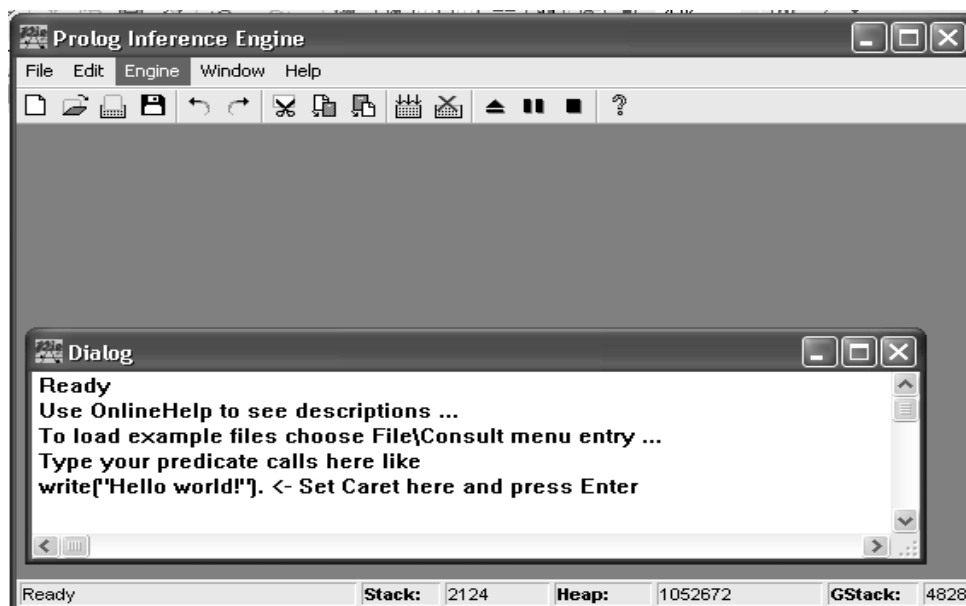 Prolog Inference Engine
File Edit Engine Window Help
Dialog
Ready
Use OnlineHelp to see descriptions ...
To load example files choose File\Consult menu entry ...
Type your predicate calls here like
write("Hello world!"). <- Set Caret here and press Enter
Ready Stack: 2124 Heap: 1052672 GStack: 4828